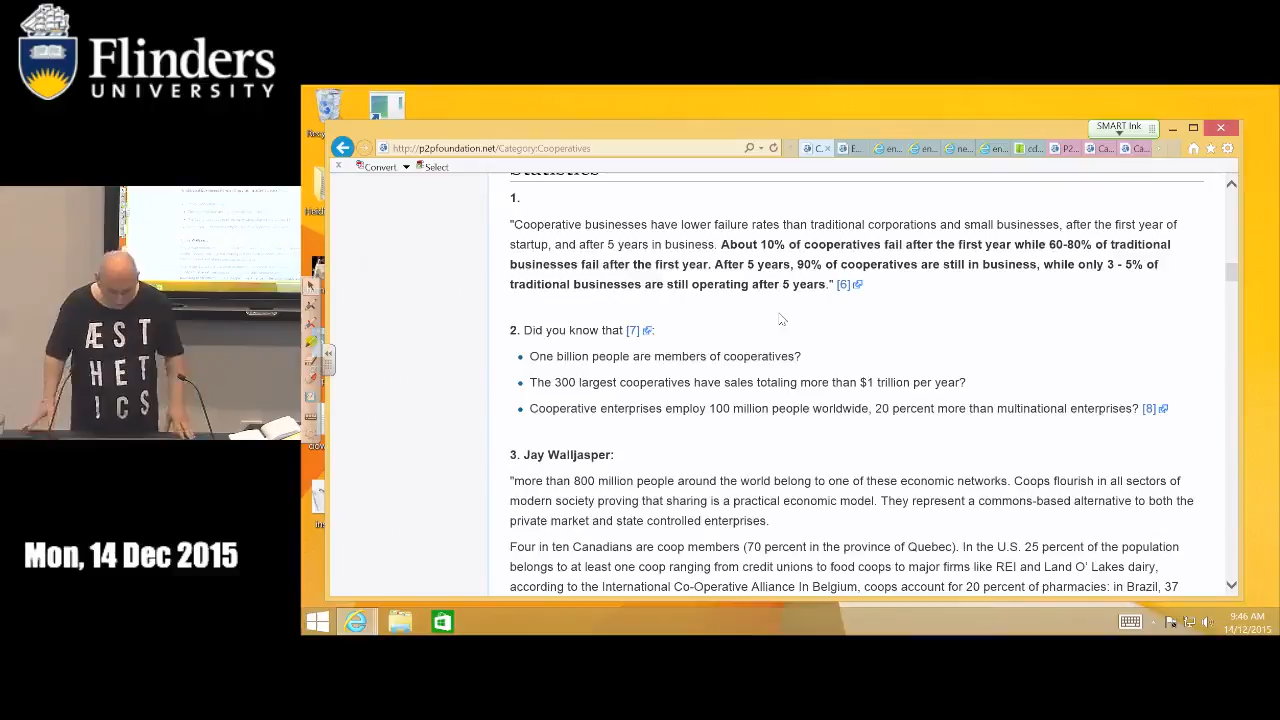 Flinders
UNIVERSITY
SMART Ink
http://p2pfoundation.net/Category:Cooperatives
C...
E...
en...
en...
ne...
en...
cd...
P2...
Ca...
Ca...
x Convert Select
Statistics
1.
"Cooperative businesses have lower failure rates than traditional corporations and small businesses, after the first year of
startup, and after 5 years in business. About 10% of cooperatives fail after the first year while 60-80% of traditional
business fail after first year. After 5 years, 90% of cooperatives are still in business, while only 3 - 5% of
traditional businesses are still operating after 5 years." [6]
2. Did you know that [7]:
One billion people are members of cooperatives?
The 300 largest cooperatives have sales totaling more than $1 trillion per year?
Cooperative enterprises employ 100 million people worldwide, 20 percent more than multinational enterprises? [8]
3. Jay Walljasper:
"more than 800 million people around the world belong to one of these economic networks. Coops flourish in all sectors of
modern society proving that sharing is a practical economic model. They represent a commons-based alternative to both the
private market and state controlled enterprises.
Four in ten Canadians are coop members (70 percent in the province of Quebec). In the U.S. 25 percent of the population
belongs to at least one coop ranging from credit unions to food coops to major firms like REI and Land O' Lakes dairy,
according to the International Co-Operative Alliance In Belgium, coops account for 20 percent of pharmacies: in Brazil, 37
9:46 AM
14/12/2015
ÆST
HET
ICS
Mon, 14 Dec 2015